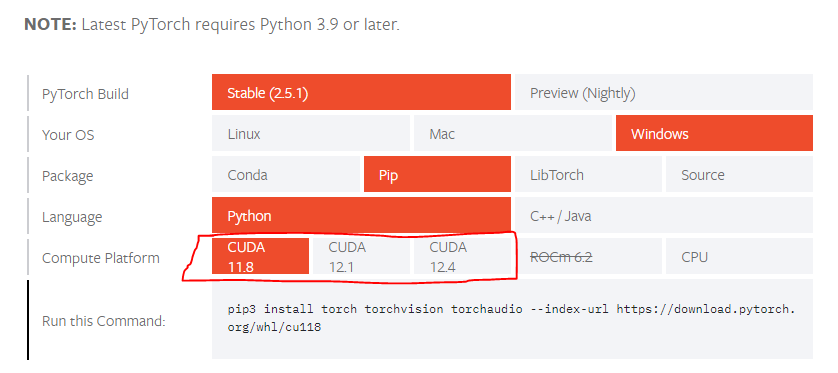 NOTE: Latest PyTorch requires Python 3.9 or later.
PyTorch Build
Stable (2.5.1)
Preview (Nightly)
Your OS
Linux
Mac
Windows
Package
Conda
Pip
LibTorch
Source
Language
Python
C++ / Java
Compute Platform
CUDA
11.8
CUDA
12.1
CUDA
12.4
ROCm 6.2
CPU
Run this Command:
pip3 install torch torchvision torchaudio --index-url https://download.pytorch.
org/whl/cu118